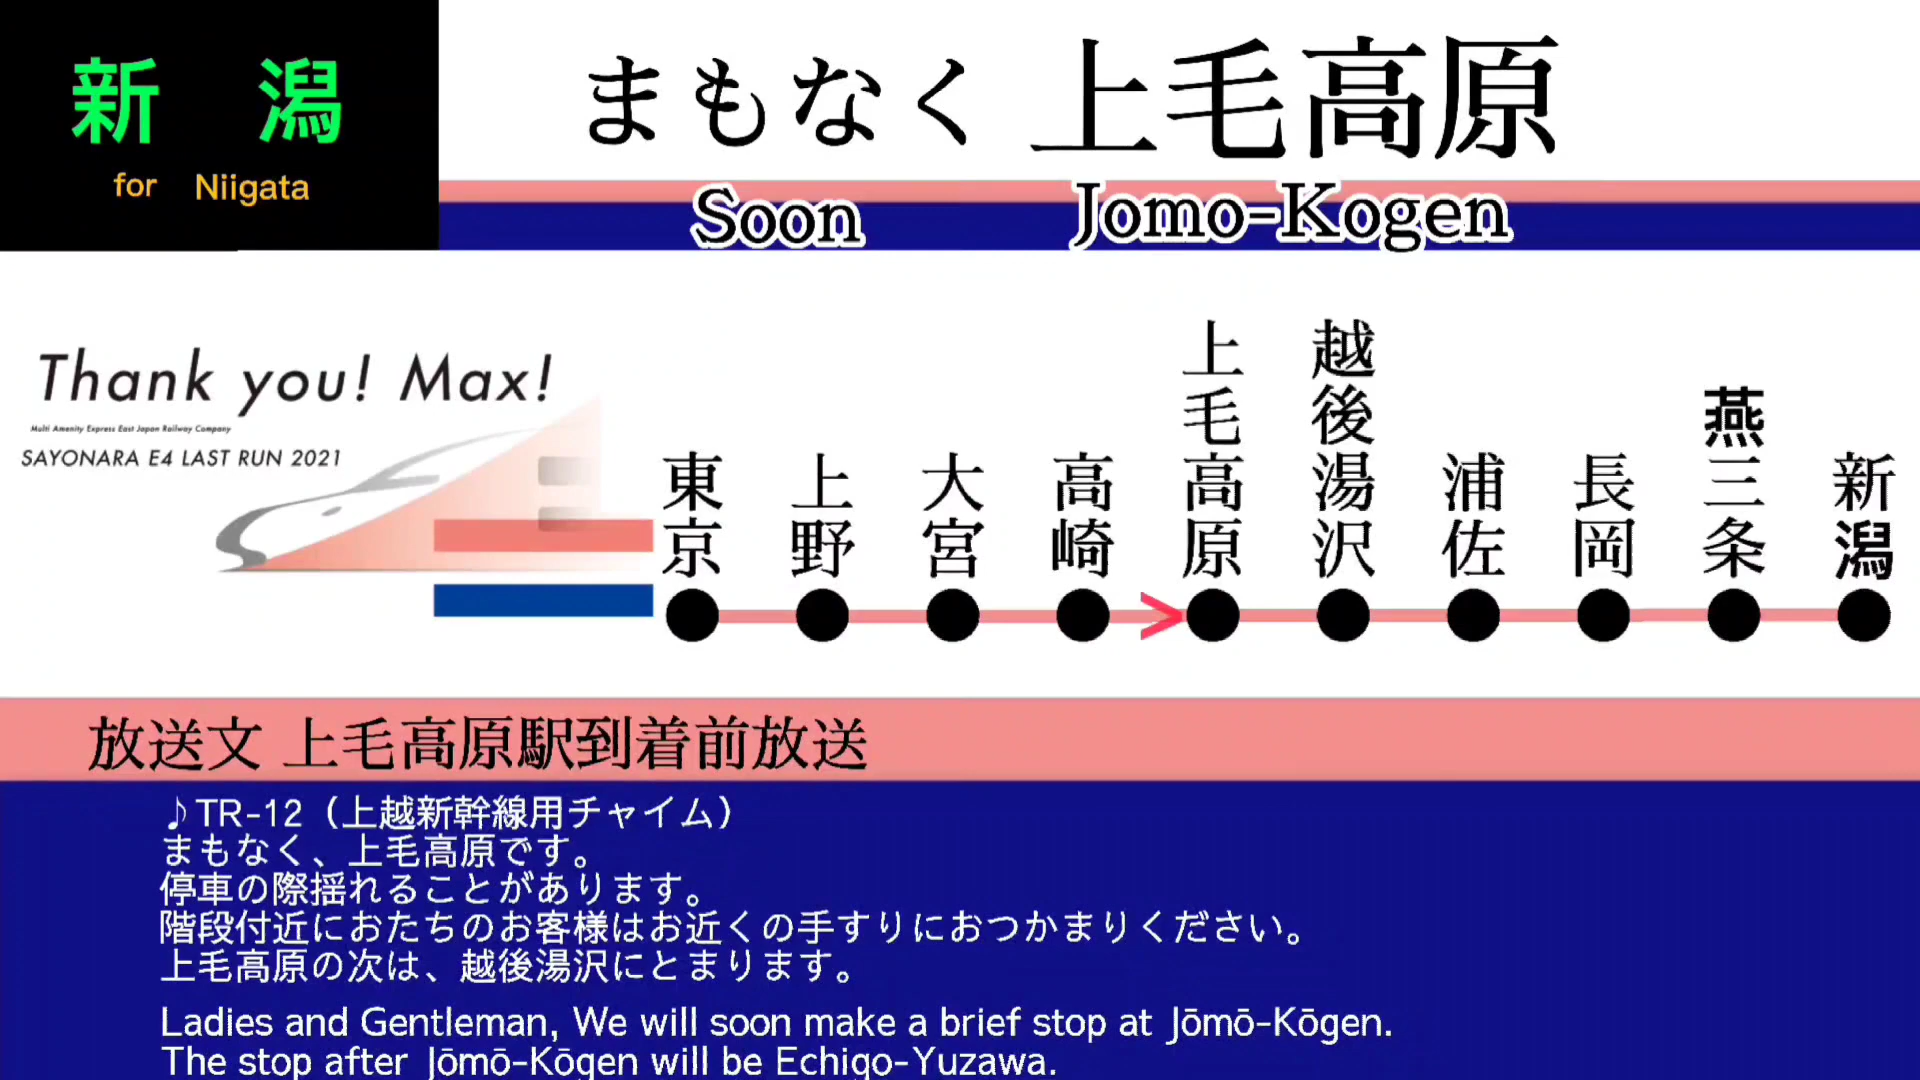 新 潟
for Niigata
まもなく 上毛高原
Soon Jomo-Kogen
Thank you! Max!
Multi Amenity Express East Japan Railway Company
SAYONARA E4 LAST RUN 2021
東京
上野
大宮
高崎
上毛高原
越後湯沢
浦佐
長岡
燕三条
新潟
放送文 上毛高原駅到着前放送
♪TR-12（上越新幹線用チャイム）
まもなく、上毛高原です。
停車の際揺れることがあります。
階段付近におたちのお客様はお近くの手すりにおつかまりください。
上毛高原の次は、越後湯沢にとまります。
Ladies and Gentleman, We will soon make a brief stop at Jōmō-Kōgen.
The stop after Jōmō-Kōgen will be Echigo-Yuzawa.